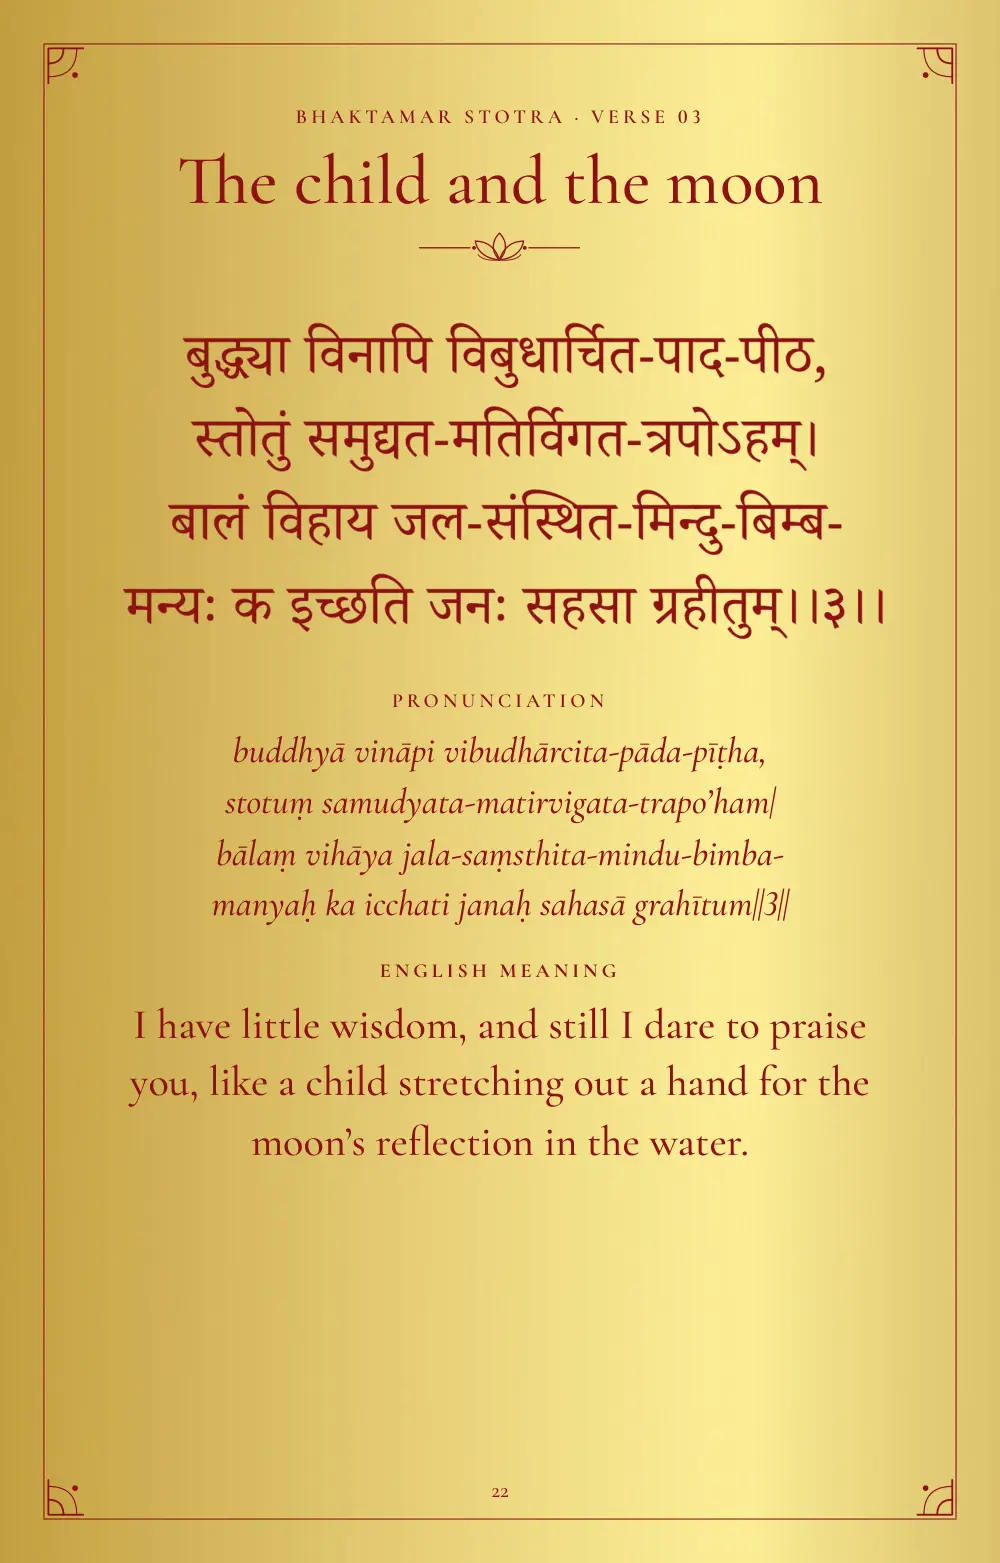 BHAKTAMAR STOTRA · VERSE 03
The child and the moon
बुद्ध्या विनापि विबुधार्चित-पाद-पीठ,
स्तोतुं समुद्यत-मतिर्विगत-त्रपोऽहम्।
बालं विहाय जल-संस्थित-मिन्दु-बिम्ब-
मन्यः क इच्छति जनः सहसा ग्रहीतुम्।।३।।
PRONUNCIATION
buddhyā vināpi vibudhārcita-pāda-pīṭha,
stotuṃ samudyata-matirvigata-trapo’ham|
bālaṃ vihāya jala-saṃsthita-mindu-bimba-
manyaḥ ka icchati janaḥ sahasā grahītum||3||
ENGLISH MEANING
I have little wisdom, and still I dare to praise
you, like a child stretching out a hand for the
moon’s reflection in the water.
22